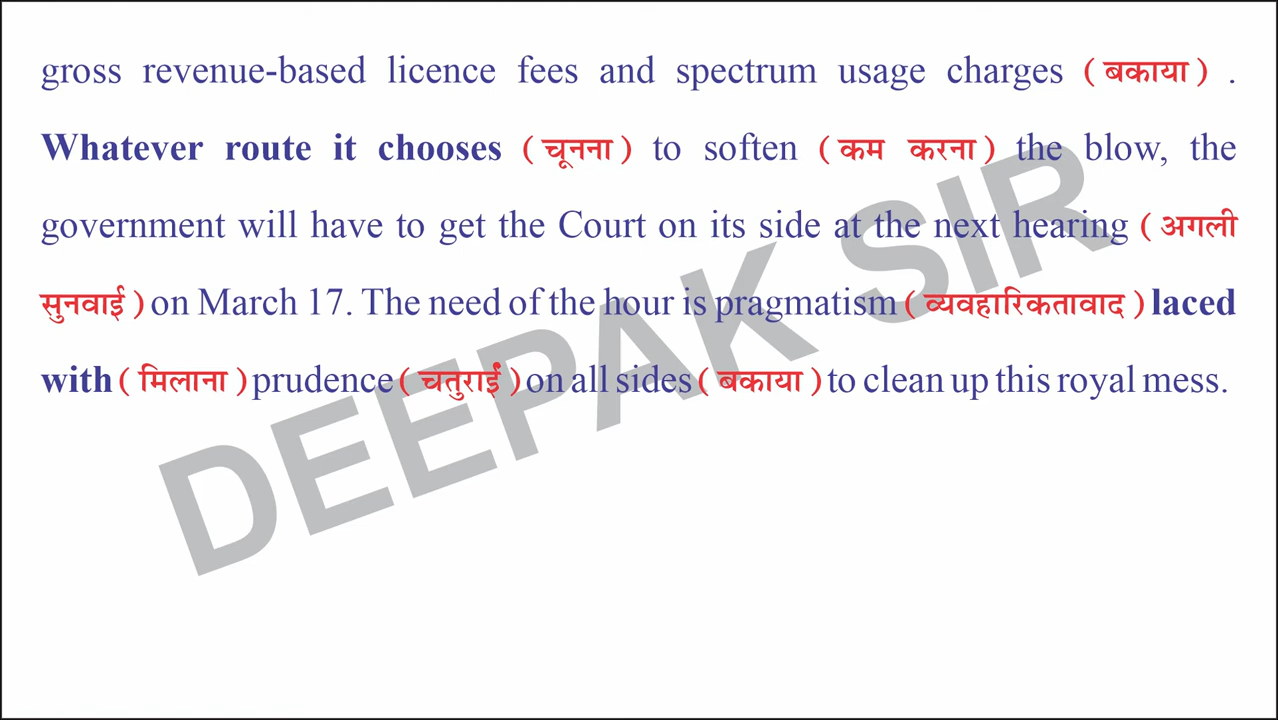 gross revenue-based licence fees and spectrum usage charges ( बकाया ) .
Whatever route it chooses ( चूनना ) to soften ( कम करना ) the blow, the
government will have to get the Court on its side at the next hearing ( अगली
सुनवाई ) on March 17. The need of the hour is pragmatism ( व्यवहारिकतावाद ) laced
with ( मिलाना ) prudence ( चतुराईं ) on all sides ( बकाया ) to clean up this royal mess.
DEEPAK SIR